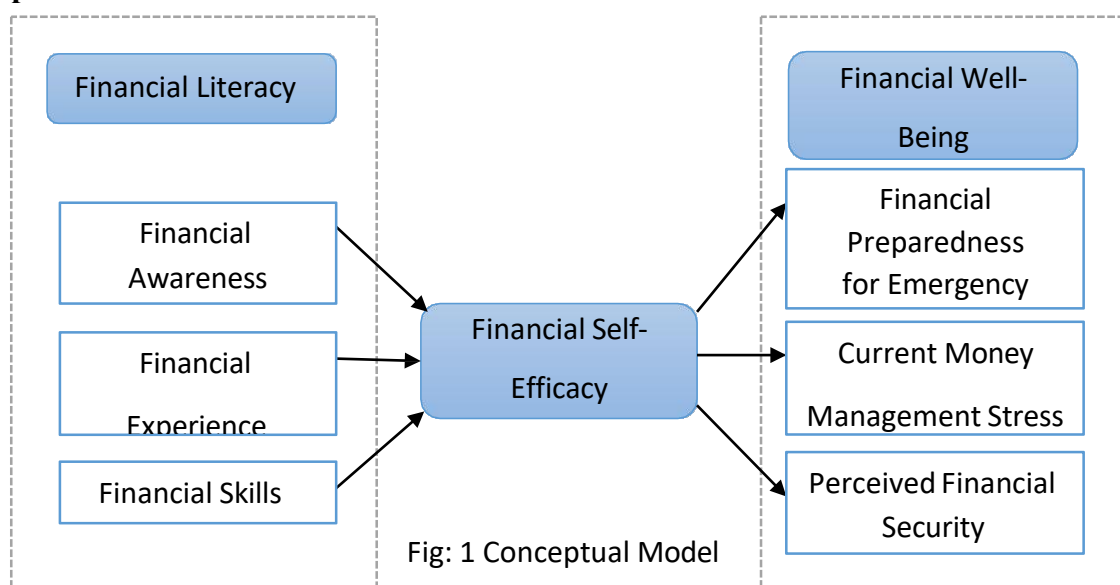 Financial Literacy
Financial
Awareness
Financial
Experience
Financial Skills
Financial Self-
Efficacy
Financial Well-
Being
Financial
Preparedness
for Emergency
Current Money
Management Stress
Perceived Financial
Security
Fig: 1 Conceptual Model